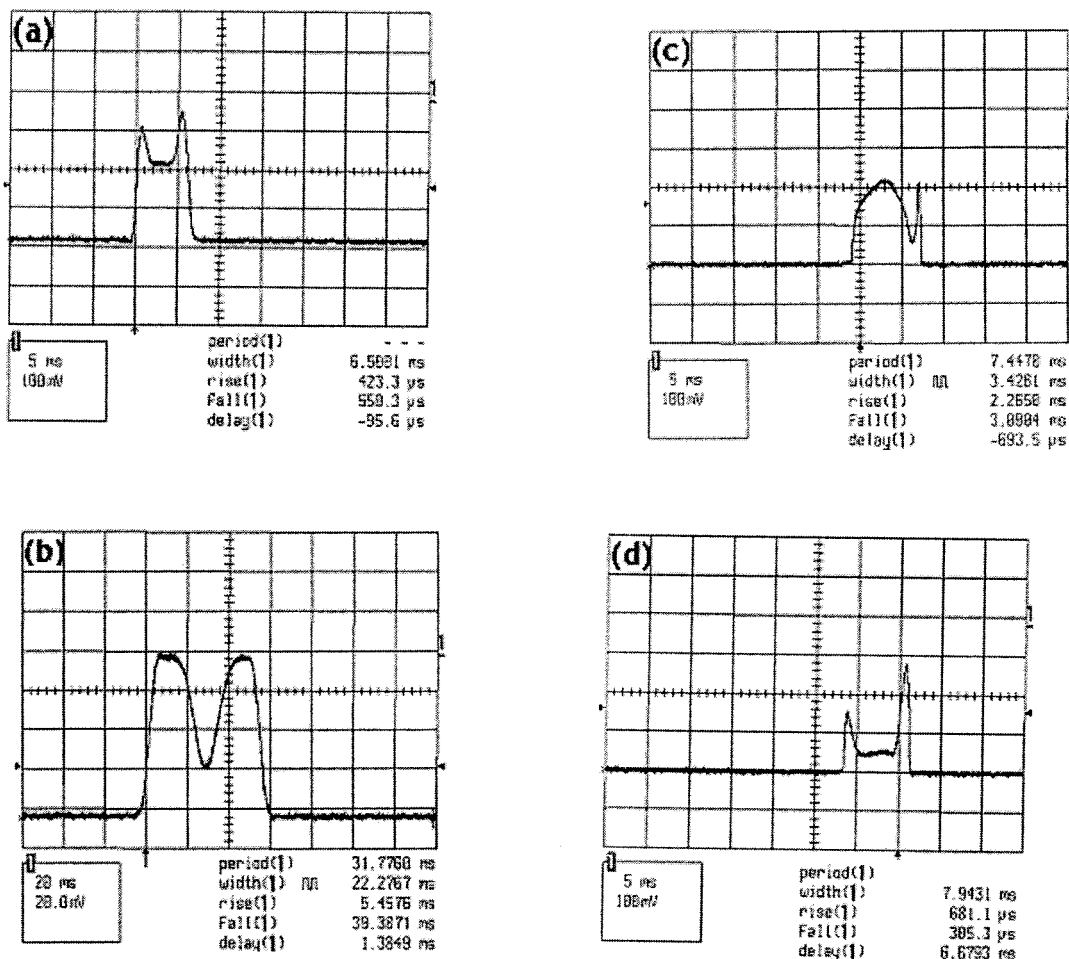 (a)
5 ms
100mV
period(1) - - -
width(1) 6.5081 ms
rise(1) 423.3 µs
fall(1) 550.3 µs
delay(1) -95.6 µs
(c)
5 ms
100mV
period(1) 7.4478 ms
width(1) 3.4261 ms
rise(1) 2.2650 ms
fall(1) 3.0904 ms
delay(1) -693.5 µs
(b)
20 ms
20.0mV
period(1) 31.7760 ms
width(1) 22.2767 ms
rise(1) 5.4576 ms
fall(1) 39.3871 ms
delay(1) 1.3849 ms
(d)
5 ms
100mV
period(1)
width(1) 7.9431 ms
rise(1) 681.1 µs
fall(1) 305.3 µs
delay(1) 6.6793 ms